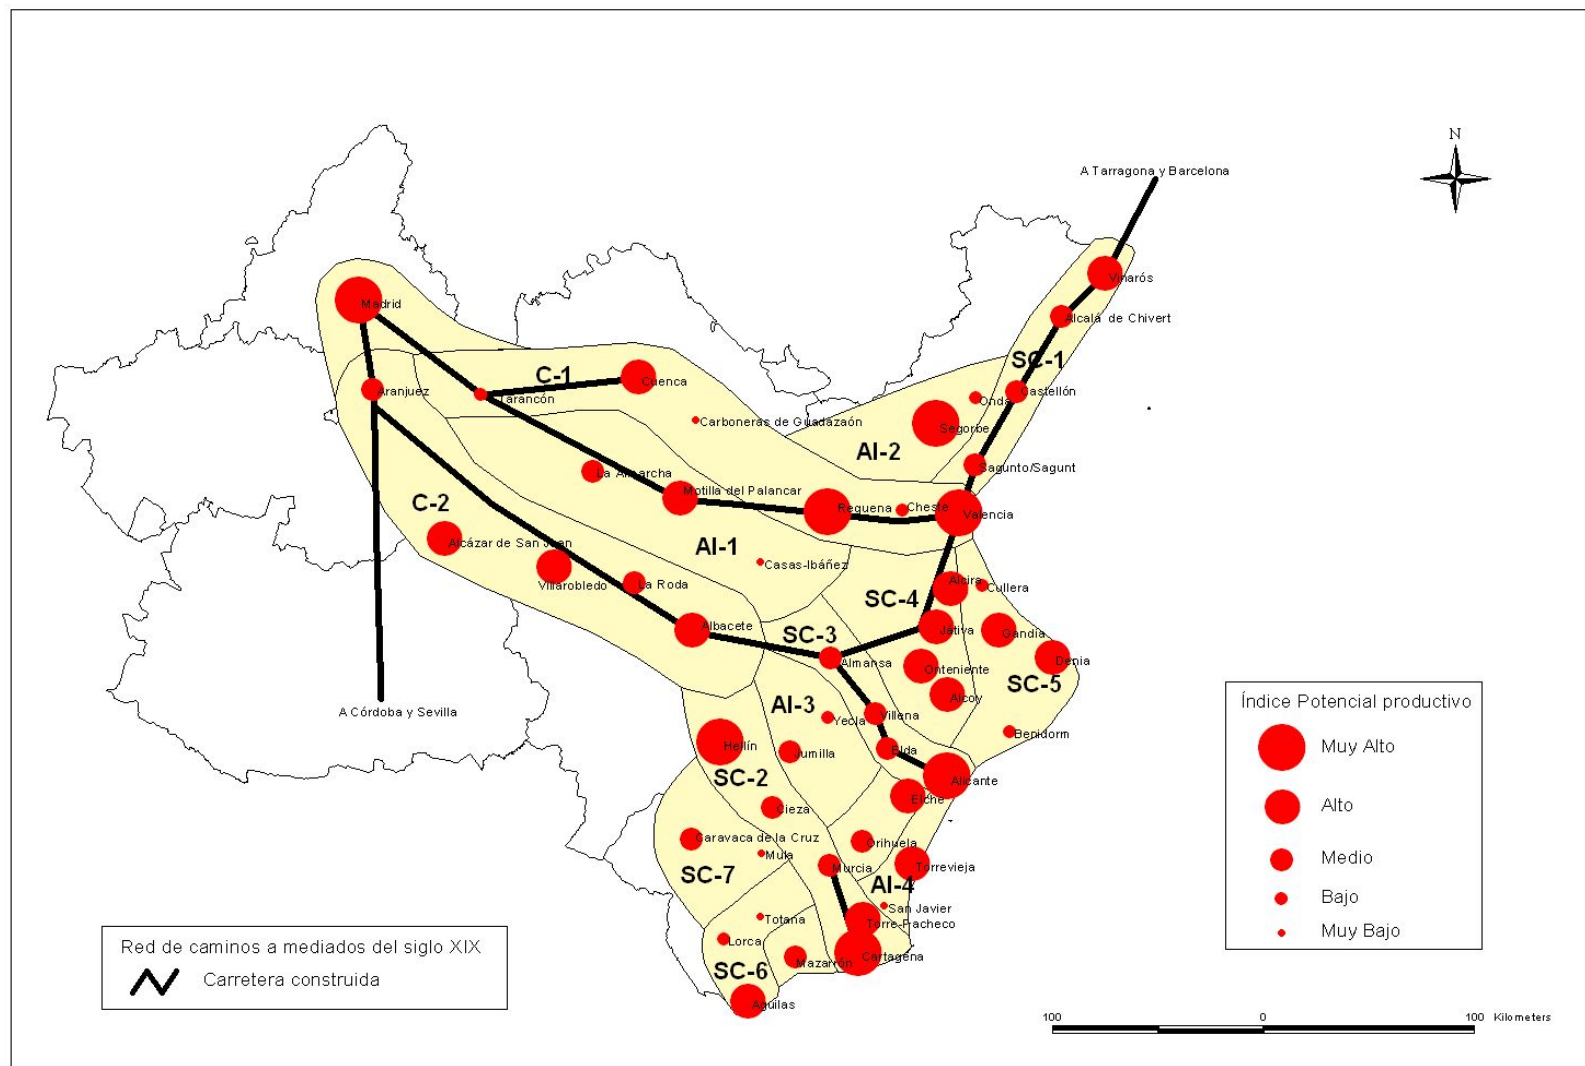 N
A Tarragona y Barcelona
Vinarós
Madrid
Alcalá de Chivert
SC-1
C-1
Cuenca
Aranjuez
Tarancón
Castellón
Onda
Carboneras de Guadazaón
Segorbe
AI-2
Sagunto/Sagunt
La Almarcha
Motilla del Palancar
C-2
Requena
Cheste
Valencia
Alcázar de San Juan
AI-1
Casas-Ibáñez
Villarobledo
La Roda
Alcira
Cullera
SC-4
Albacete
SC-3
Játiva
Gandia
Almansa
Onteniente
Denia
SC-5
Alcoy
A Córdoba y Sevilla
AI-3
Yecla
Villena
Benidorm
Hellín
Jumilla
Elda
SC-2
Alicante
Elche
Cieza
Caravaca de la Cruz
Orihuela
Mula
SC-7
Murcia
Torrevieja
AI-4
San Javier
Totana
Torre-Pacheco
Lorca
SC-6
Mazarrón
Cartagena
Aguilas
Índice Potencial productivo
Muy Alto
Alto
Medio
Bajo
Muy Bajo
Red de caminos a mediados del siglo XIX
Carretera construida
100
0
100
Kilometers